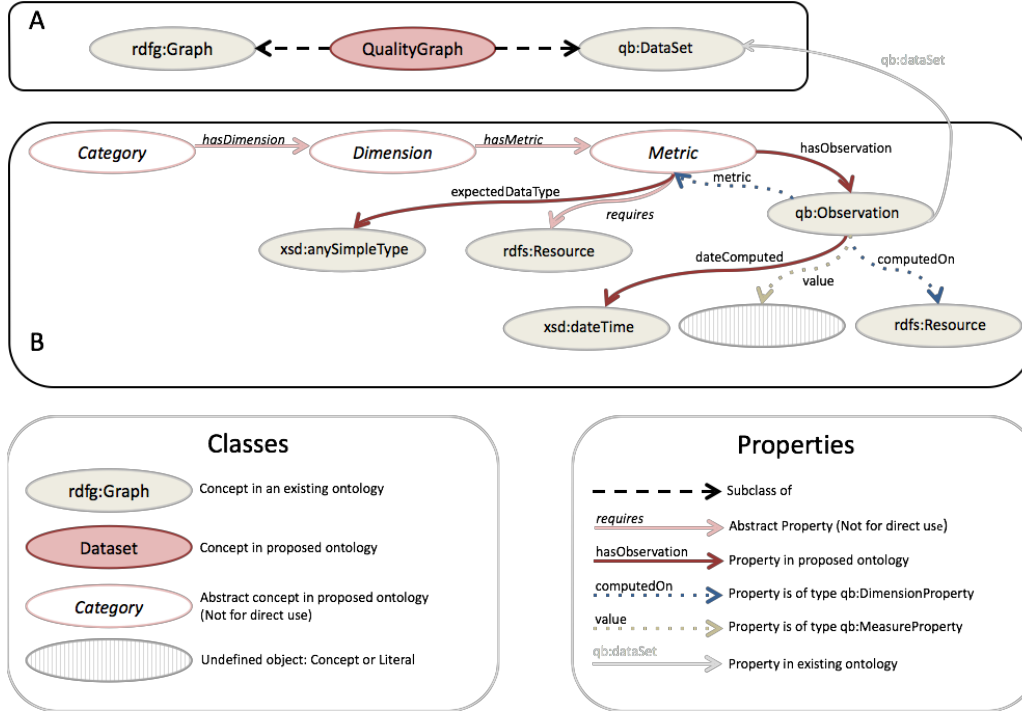 A
rdfg:Graph
QualityGraph
qb:DataSet
qb:dataSet
Category
hasDimension
Dimension
hasMetric
Metric
hasObservation
metric
expectedDataType
requires
qb:Observation
xsd:anySimpleType
rdfs:Resource
dateComputed
computedOn
value
xsd:dateTime
rdfs:Resource
B
Classes
rdfg:Graph
Concept in an existing ontology
Dataset
Concept in proposed ontology
Category
Abstract concept in proposed ontology
(Not for direct use)
Undefined object: Concept or Literal
Properties
Subclass of
requires
Abstract Property (Not for direct use)
hasObservation
Property in proposed ontology
computedOn
Property is of type qb:DimensionProperty
value
Property is of type qb:MeasureProperty
qb:dataSet
Property in existing ontology